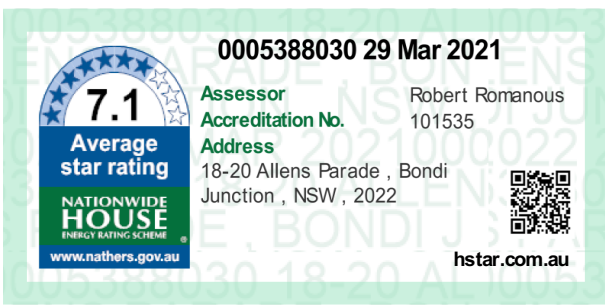 0005388030 29 Mar 2021
7.1
Average
star rating
NATIONWIDE
HOUSE
ENERGY RATING SCHEME
www.nathers.gov.au
Assessor Robert Romanous
Accreditation No. 101535
Address
18-20 Allens Parade , Bondi
Junction , NSW , 2022
hstar.com.au